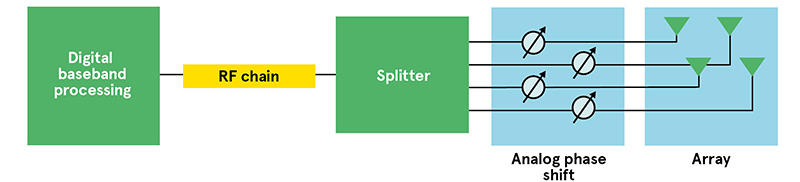 Digital
baseband
processing
RF chain
Splitter
Analog phase
shift
Array